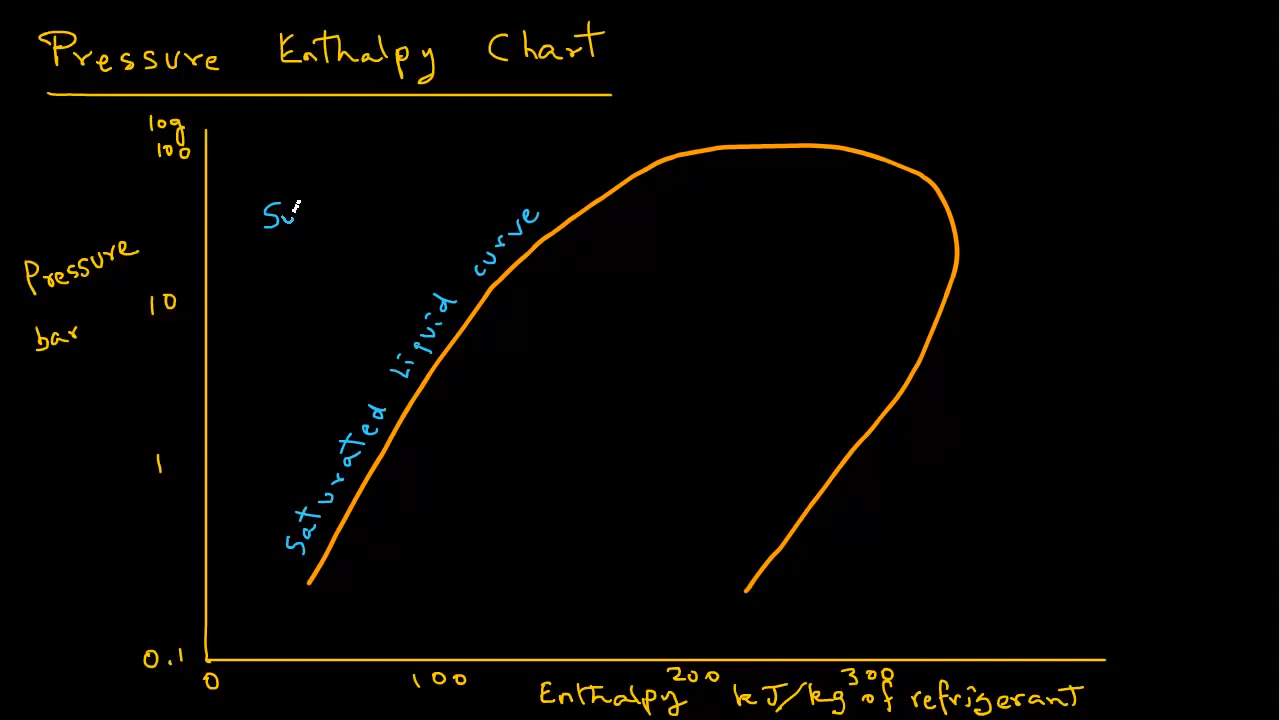 Pressure Enthalpy Chart
log
100
Su
Pressure
bar
10
Saturated Liquid curve
1
0.1
0 100 200 300
Enthalpy kJ/kg of refrigerant